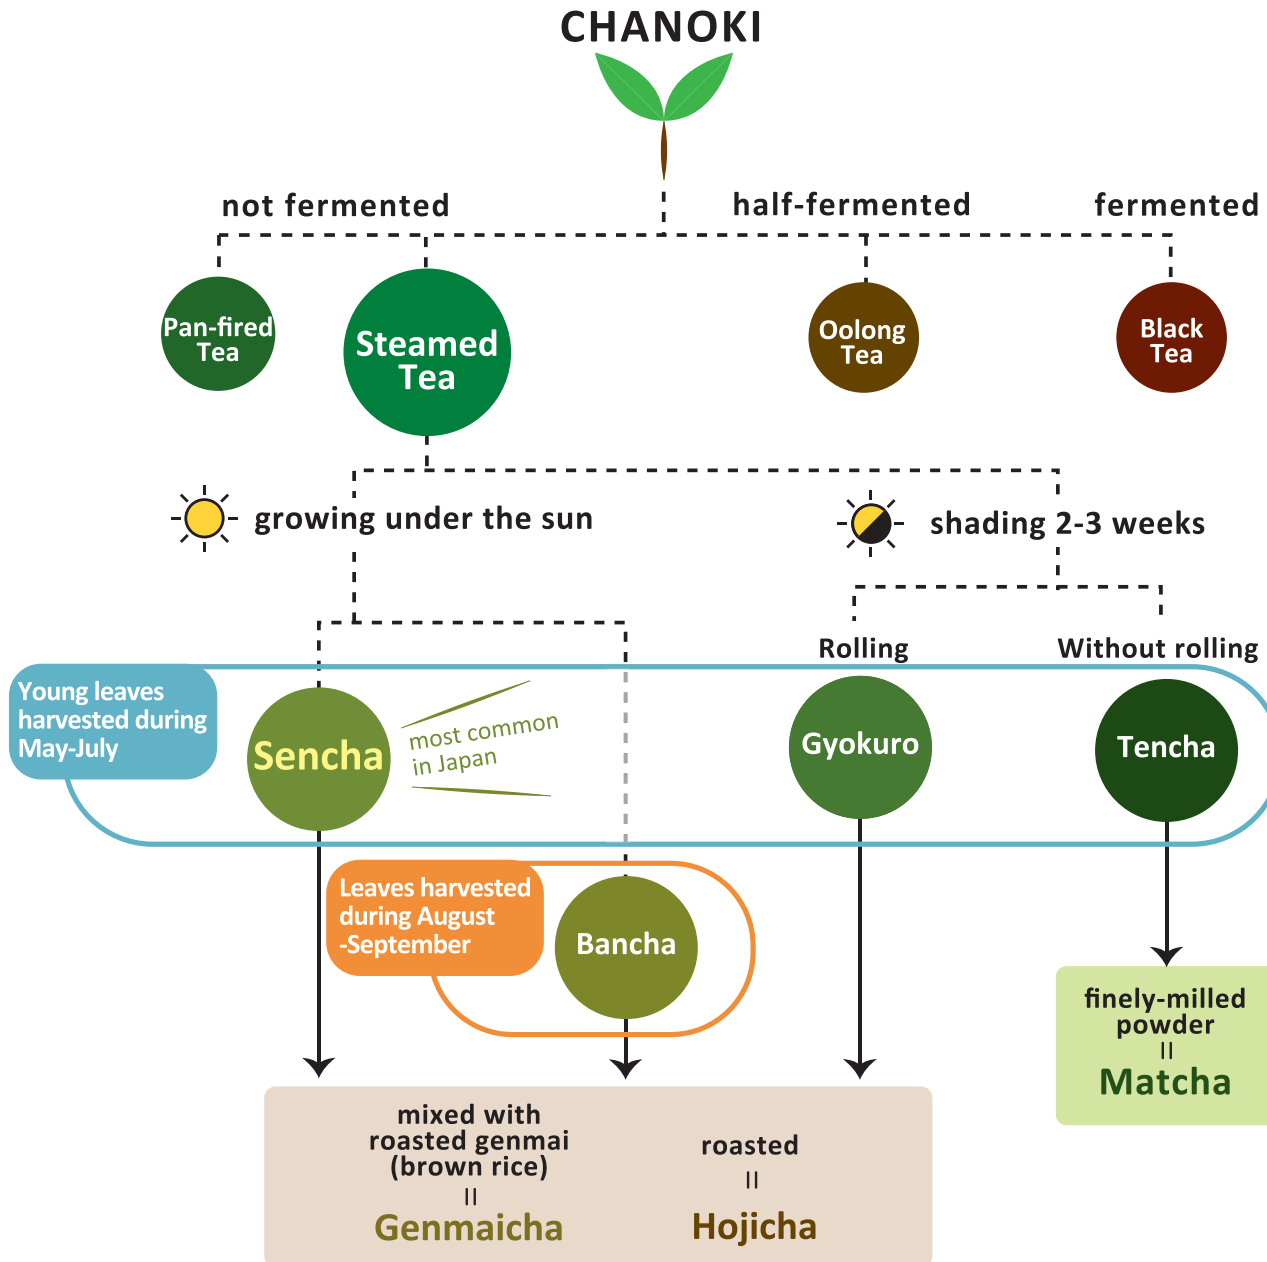 CHANOKI
not fermented
half-fermented
fermented
Pan-fired
Tea
Steamed
Tea
Oolong
Tea
Black
Tea
growing under the sun
shading 2-3 weeks
Rolling
Without rolling
Young leaves
harvested during
May-July
Sencha
most common
in Japan
Gyokuro
Tencha
Leaves harvested
during August
-September
Bancha
finely-milled
powder
=
Matcha
mixed with
roasted genmai
(brown rice)
=
Genmaicha
roasted
=
Hojicha